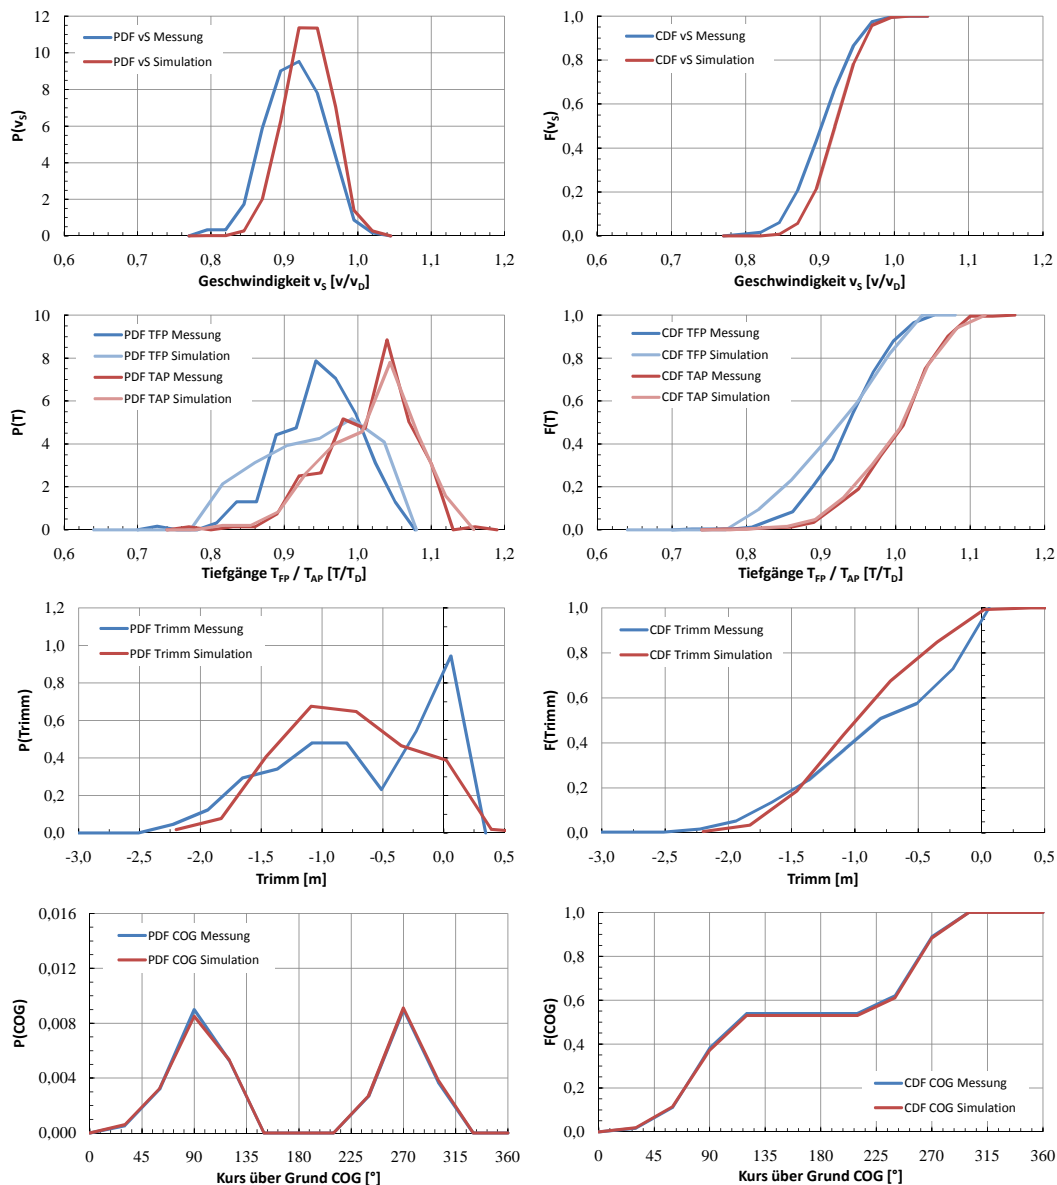 12
10
8
6
4
2
0
P(vS)
PDF vS Messung
PDF vS Simulation
0,6 0,7 0,8 0,9 1,0 1,1 1,2
Geschwindigkeit vS [v/vD]
1,0
0,8
0,6
0,4
0,2
0,0
F(vS)
CDF vS Messung
CDF vS Simulation
0,6 0,7 0,8 0,9 1,0 1,1 1,2
Geschwindigkeit vS [v/vD]
10
8
6
4
2
0
P(T)
PDF TFP Messung
PDF TFP Simulation
PDF TAP Messung
PDF TAP Simulation
0,6 0,7 0,8 0,9 1,0 1,1 1,2
Tiefgänge TFP / TAP [T/TD]
1,0
0,8
0,6
0,4
0,2
0,0
F(T)
CDF TFP Messung
CDF TFP Simulation
CDF TAP Messung
CDF TAP Simulation
0,6 0,7 0,8 0,9 1,0 1,1 1,2
Tiefgänge TFP / TAP [T/TD]
1,2
1,0
0,8
0,6
0,4
0,2
0,0
P(Trimm)
PDF Trimm Messung
PDF Trimm Simulation
-3,0 -2,5 -2,0 -1,5 -1,0 -0,5 0,0 0,5
Trimm [m]
1,0
0,8
0,6
0,4
0,2
0,0
F(Trimm)
CDF Trimm Messung
CDF Trimm Simulation
-3,0 -2,5 -2,0 -1,5 -1,0 -0,5 0,0 0,5
Trimm [m]
0,016
0,012
0,008
0,004
0,000
P(COG)
PDF COG Messung
PDF COG Simulation
0 45 90 135 180 225 270 315 360
Kurs über Grund COG [°]
1,0
0,8
0,6
0,4
0,2
0,0
F(COG)
CDF COG Messung
CDF COG Simulation
0 45 90 135 180 225 270 315 360
Kurs über Grund COG [°]